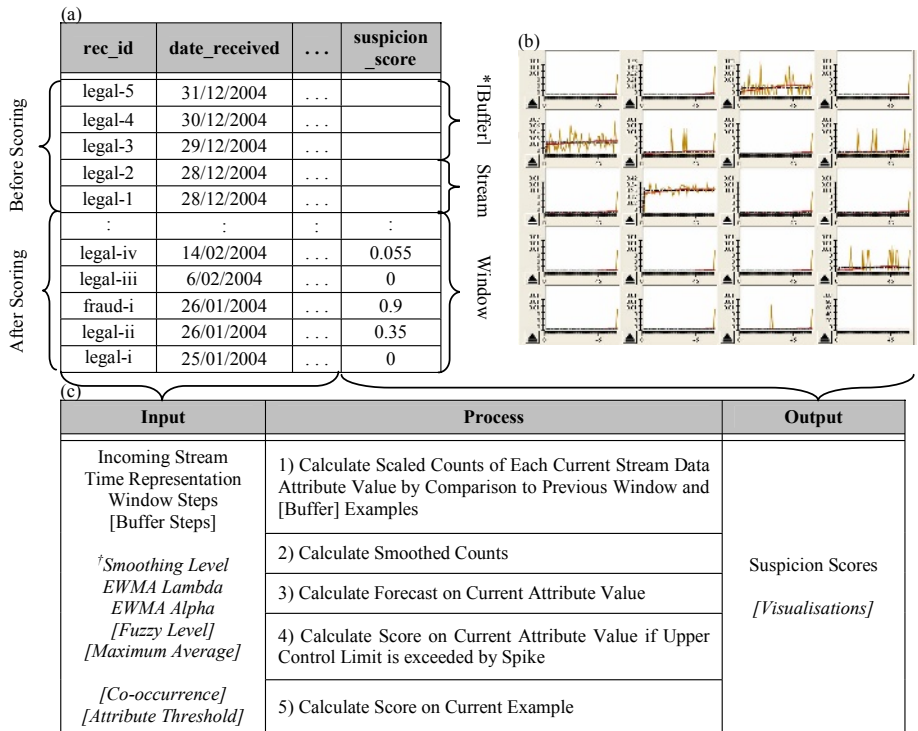 (a)
rec_id date_received . . . suspicion _score
legal-5 31/12/2004 . . .
legal-4 30/12/2004 . . .
legal-3 29/12/2004 . . .
legal-2 28/12/2004 . . .
legal-1 28/12/2004 . . .
: : : :
legal-iv 14/02/2004 . . . 0.055
legal-iii 6/02/2004 . . . 0
fraud-i 26/01/2004 . . . 0.9
legal-ii 26/01/2004 . . . 0.35
legal-i 25/01/2004 . . . 0
Before Scoring
After Scoring
*[Buffer]
Stream
Window
(b)
(c)
Input Process Output
Incoming Stream
Time Representation
Window Steps
[Buffer Steps]
†Smoothing Level
EWMA Lambda
EWMA Alpha
[Fuzzy Level]
[Maximum Average]
[Co-occurrence]
[Attribute Threshold]
1) Calculate Scaled Counts of Each Current Stream Data
Attribute Value by Comparison to Previous Window and
[Buffer] Examples
2) Calculate Smoothed Counts
3) Calculate Forecast on Current Attribute Value
4) Calculate Score on Current Attribute Value if Upper
Control Limit is exceeded by Spike
5) Calculate Score on Current Example
Suspicion Scores
[Visualisations]